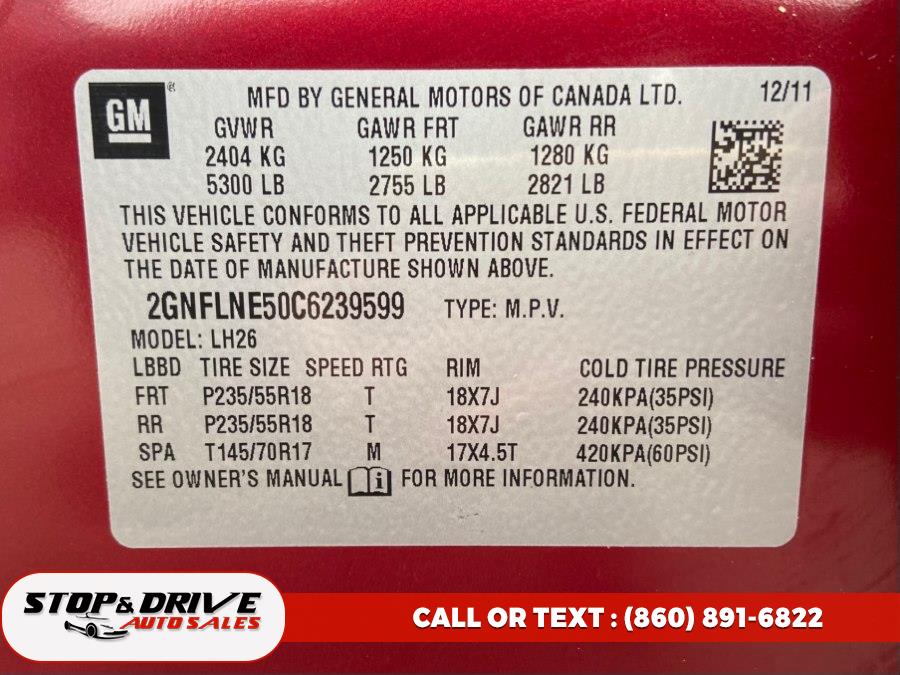 GM ® MFD BY GENERAL MOTORS OF CANADA LTD. 12/11
GVWR GAWR FRT GAWR RR
2404 KG 1250 KG 1280 KG
5300 LB 2755 LB 2821 LB
THIS VEHICLE CONFORMS TO ALL APPLICABLE U.S. FEDERAL MOTOR
VEHICLE SAFETY AND THEFT PREVENTION STANDARDS IN EFFECT ON
THE DATE OF MANUFACTURE SHOWN ABOVE.
2GNFLNE50C6239599 TYPE: M.P.V.
MODEL: LH26
LBBD TIRE SIZE SPEED RTG RIM COLD TIRE PRESSURE
FRT P235/55R18 T 18X7J 240KPA(35PSI)
RR P235/55R18 T 18X7J 240KPA(35PSI)
SPA T145/70R17 M 17X4.5T 420KPA(60PSI)
SEE OWNER'S MANUAL i FOR MORE INFORMATION.
STOP & DRIVE
AUTO SALES
CALL OR TEXT : (860) 891-6822